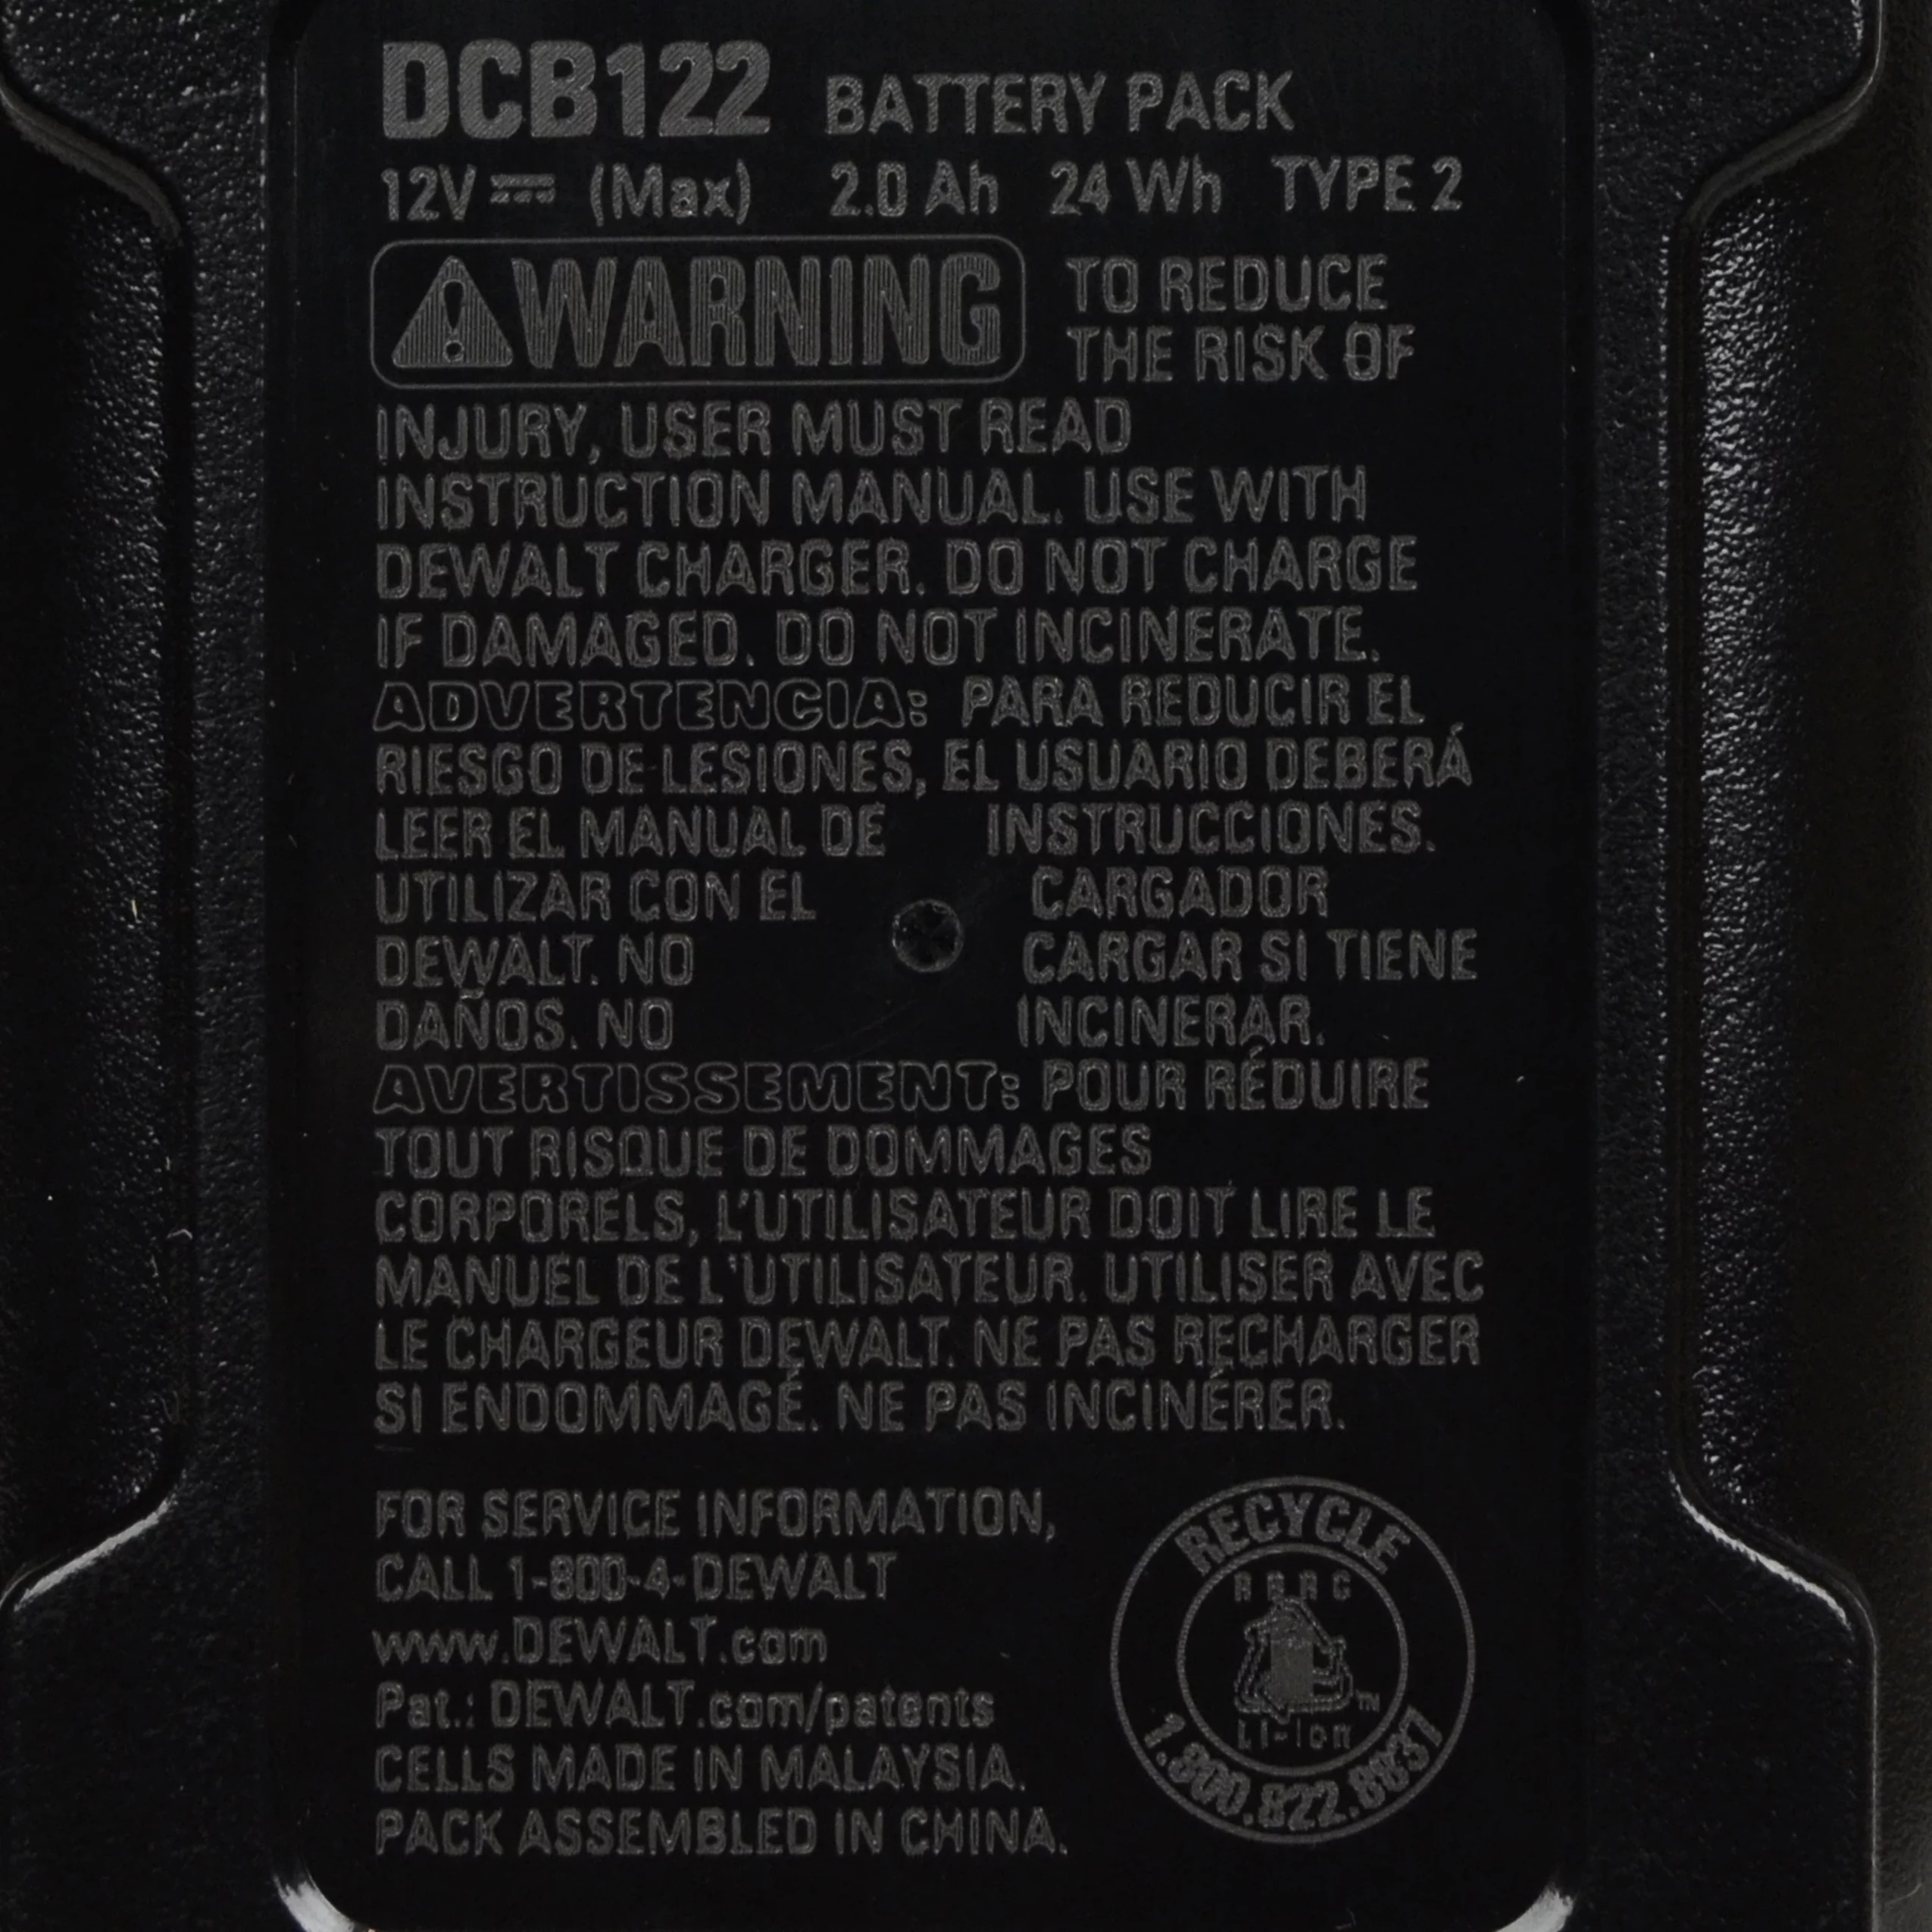 DCB122 BATTERY PACK
12V ⎓ (Max) 2.0 Ah 24 Wh TYPE 2
⚠WARNING TO REDUCE
THE RISK OF
INJURY, USER MUST READ
INSTRUCTION MANUAL. USE WITH
DEWALT CHARGER. DO NOT CHARGE
IF DAMAGED. DO NOT INCINERATE.
ADVERTENCIA: PARA REDUCIR EL
RIESGO DE LESIONES, EL USUARIO DEBERÁ
LEER EL MANUAL DE INSTRUCCIONES.
UTILIZAR CON EL CARGADOR
DEWALT. NO CARGAR SI TIENE
DAÑOS. NO INCINERAR.
AVERTISSEMENT: POUR RÉDUIRE
TOUT RISQUE DE DOMMAGES
CORPORELS, L'UTILISATEUR DOIT LIRE LE
MANUEL DE L'UTILISATEUR. UTILISER AVEC
LE CHARGEUR DEWALT. NE PAS RECHARGER
SI ENDOMMAGÉ. NE PAS INCINÉRER.
FOR SERVICE INFORMATION,
CALL 1-800-4-DEWALT
www.DEWALT.com
Pat.: DEWALT.com/patents
CELLS MADE IN MALAYSIA.
PACK ASSEMBLED IN CHINA.
RECYCLE
RBRC
TM
Li-ion
1.800.822.8837